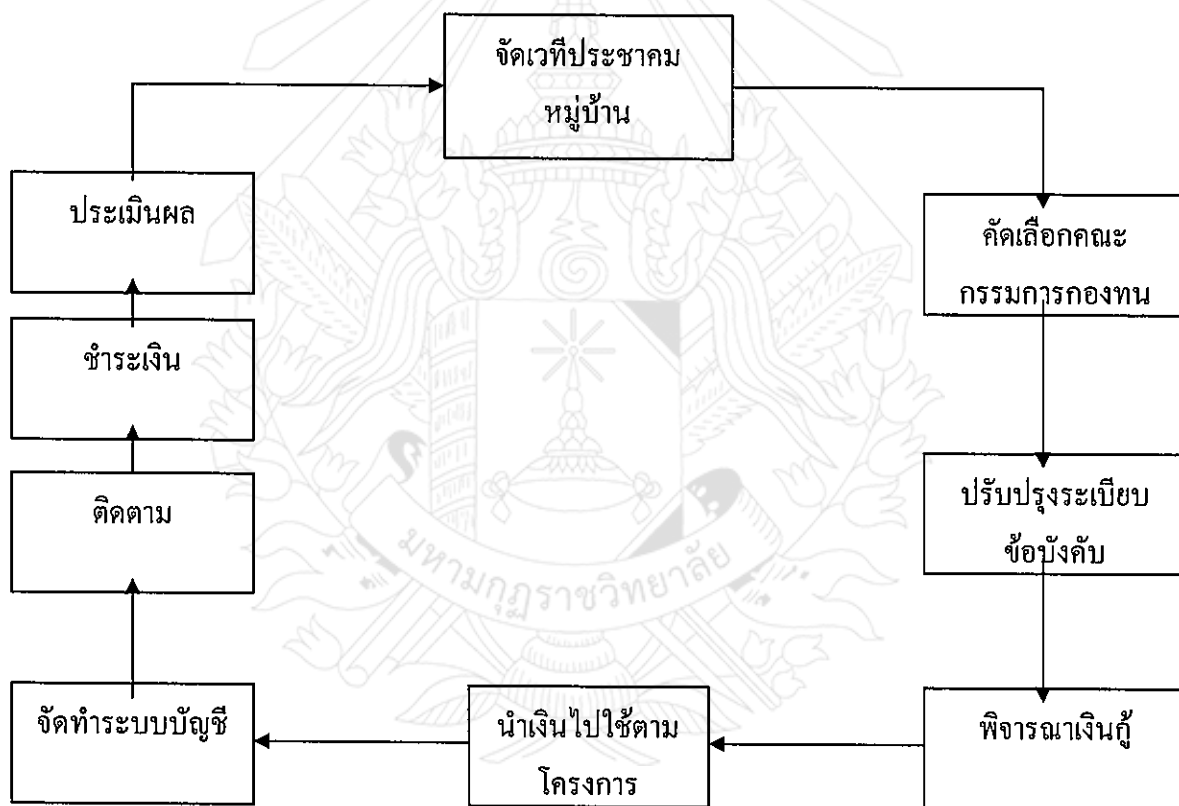 จัดเวทีประชาคม
หมู่บ้าน
คัดเลือกคณะ
กรรมการกองทน
ปรับปรุงระเบียบ
ข้อบังคับ
พิจารณาเงินกู้
นำเงินไปใช้ตาม
โครงการ
จัดทำระบบบัญชี
ติดตาม
ชำระเงิน
ประเมินผล
มหามกุฏราชวิทยาลัย